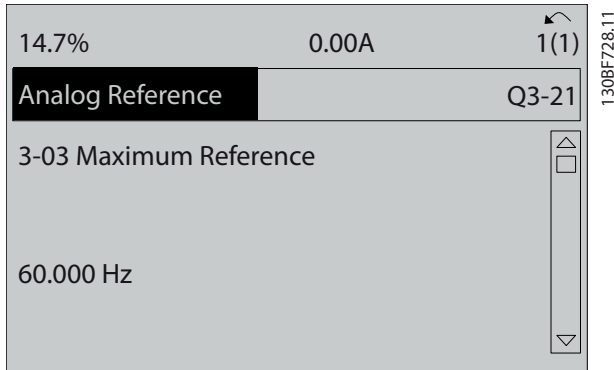 14.7% 0.00A 1(1)
Analog Reference Q3-21
3-03 Maximum Reference
60.000 Hz
130BF728.11